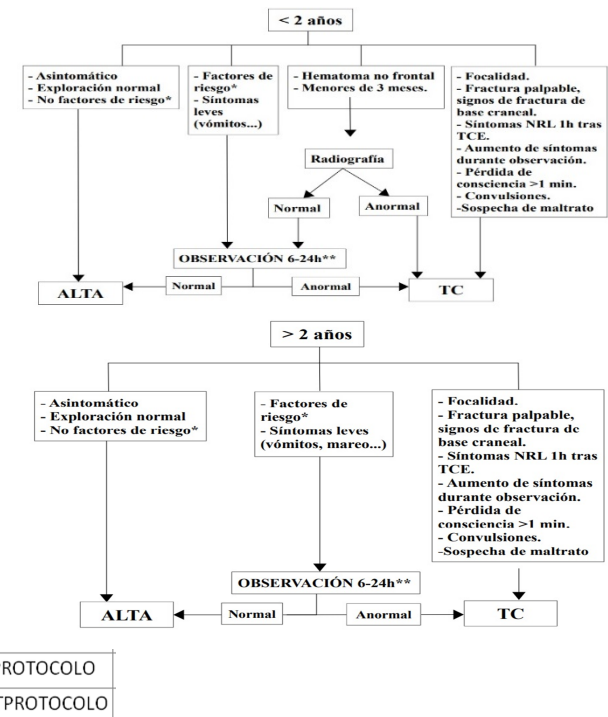 < 2 años
- Asintomático
- Exploración normal
- No factores de riesgo*
- Factores de
riesgo*
- Síntomas
leves
(vómitos...)
- Hematoma no frontal
- Menores de 3 meses.
- Focalidad.
- Fractura palpable,
signos de fractura de
base craneal.
- Síntomas NRL 1h tras
TCE.
- Aumento de síntomas
durante observación.
- Pérdida de
consciencia >1 min.
- Convulsiones.
-Sospecha de maltrato
Radiografía
Normal
Anormal
OBSERVACIÓN 6-24h**
ALTA
Normal
Anormal
TC
> 2 años
- Asintomático
- Exploración normal
- No factores de riesgo*
- Factores de
riesgo*
- Síntomas leves
(vómitos, mareo...)
- Focalidad.
- Fractura palpable,
signos de fractura de
base craneal.
- Síntomas NRL 1h tras
TCE.
- Aumento de síntomas
durante observación.
- Pérdida de
consciencia >1 min.
- Convulsiones.
-Sospecha de maltrato
OBSERVACIÓN 6-24h**
ALTA
Normal
Anormal
TC
PROTOCOLO
TPROTOCOLO